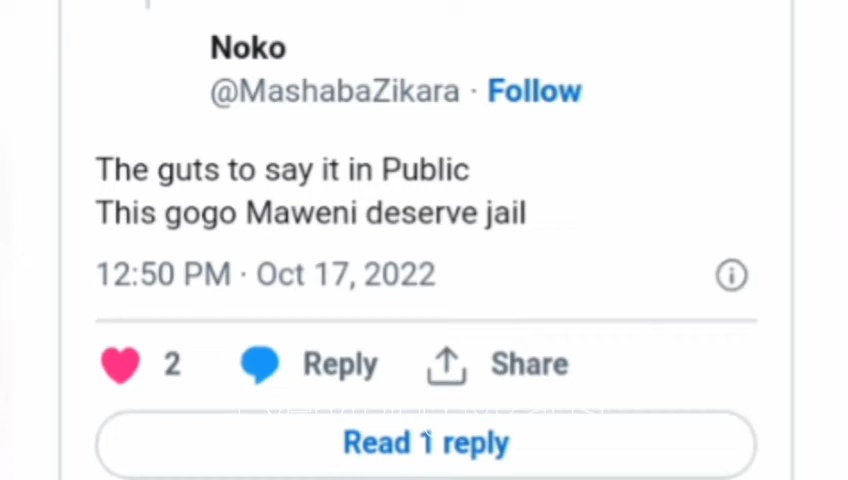 Noko
@MashabaZikara · Follow
The guts to say it in Public
This gogo Maweni deserve jail
12:50 PM · Oct 17, 2022
2 Reply Share
Read 1 reply